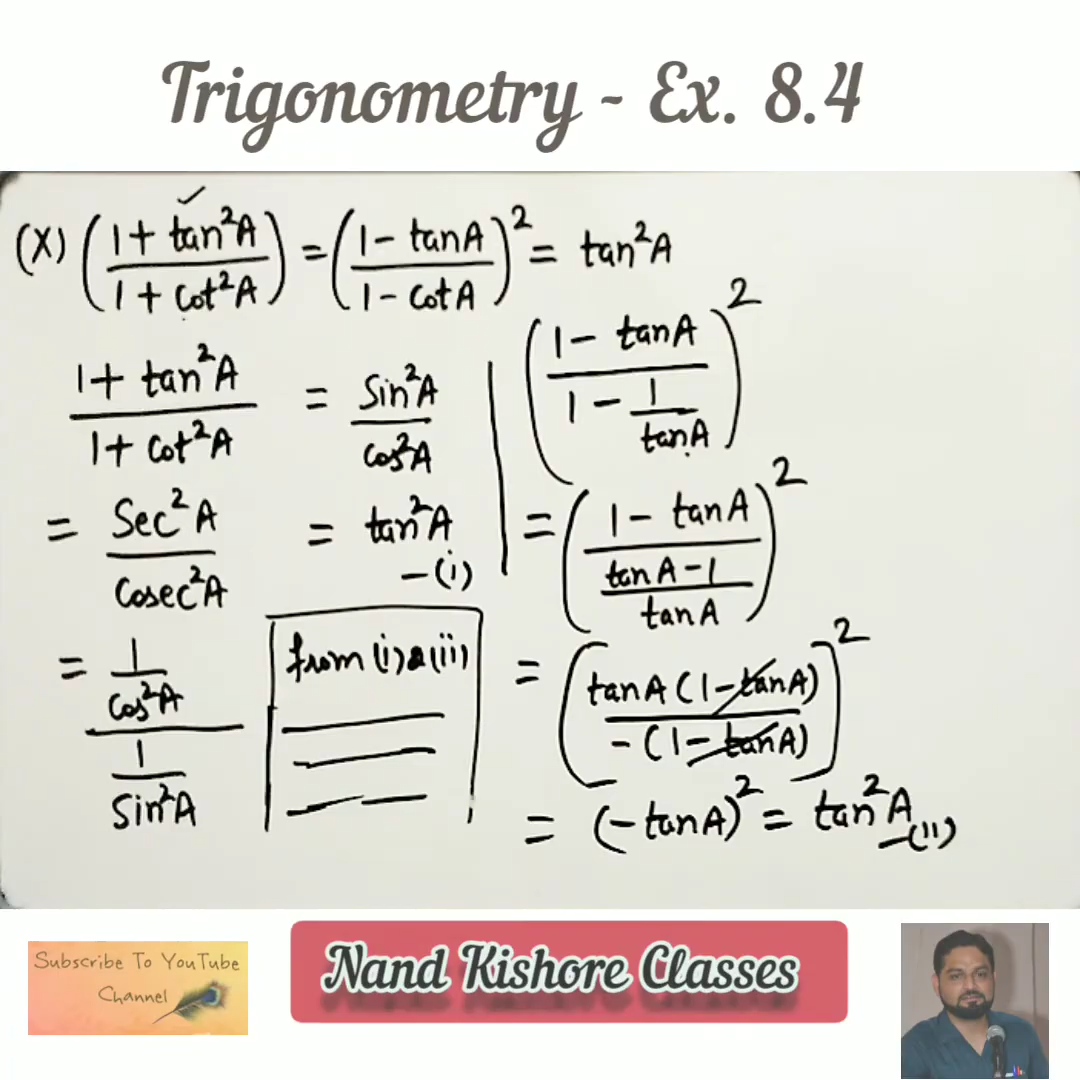 Trigonometry - Ex. 8.4
(X) ((1 + tan²A)/(1 + cot²A)) = ((1 - tanA)/(1 - cotA))² = tan²A
(1 + tan²A)/(1 + cot²A) = Sin²A/cos²A
= Sec²A/Cosec²A = tan²A -(i)
= (1/cos²A)/(1/Sin²A)
from (i) & (ii)
((1 - tanA)/(1 - 1/tanA))²
= ((1 - tanA)/((tanA - 1)/tanA))²
= (tanA (1 - tanA)/-(1 - tanA))²
= (-tanA)² = tan²A -(ii)
Subscribe To YouTube
Channel
Nand Kishore Classes